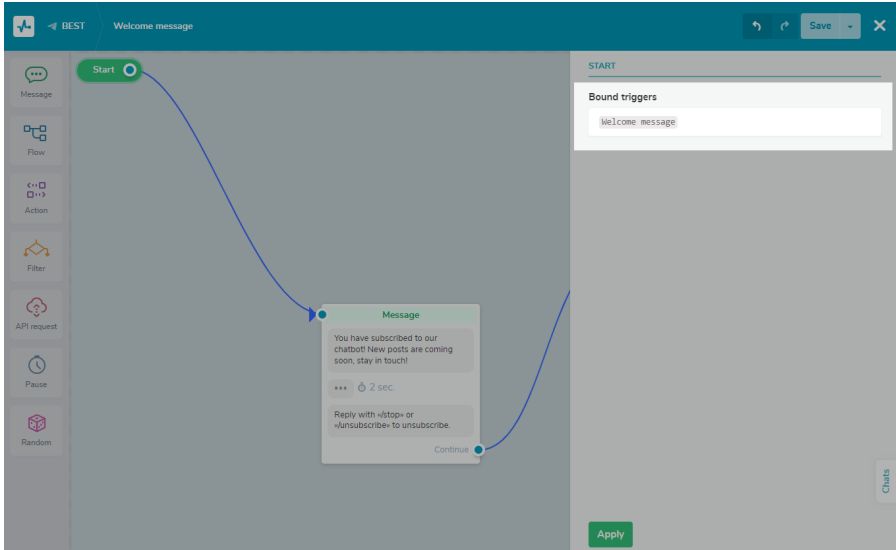 BEST
Welcome message
Save
Message
Flow
Action
Filter
API request
Pause
Random
Start
Message
You have subscribed to our
chatbot! New posts are coming
soon, stay in touch!
••• 2 sec.
Reply with «/stop» or
«/unsubscribe» to unsubscribe.
Continue
START
Bound triggers
Welcome message
Chats
Apply